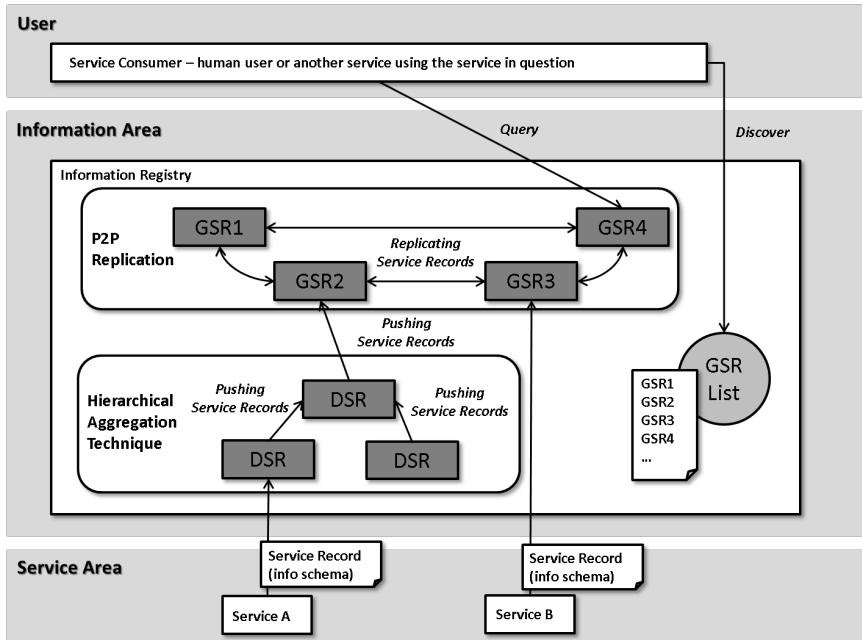 User
Service Consumer – human user or another service using the service in question
Information Area
Query
Discover
Information Registry
P2P
Replication
GSR1
GSR4
Replicating
Service Records
GSR2
GSR3
Pushing
Service Records
Hierarchical
Aggregation
Technique
Pushing
Service Records
DSR
Pushing
Service Records
DSR
DSR
GSR
List
GSR1
GSR2
GSR3
GSR4
...
Service Area
Service Record
(info schema)
Service A
Service Record
(info schema)
Service B